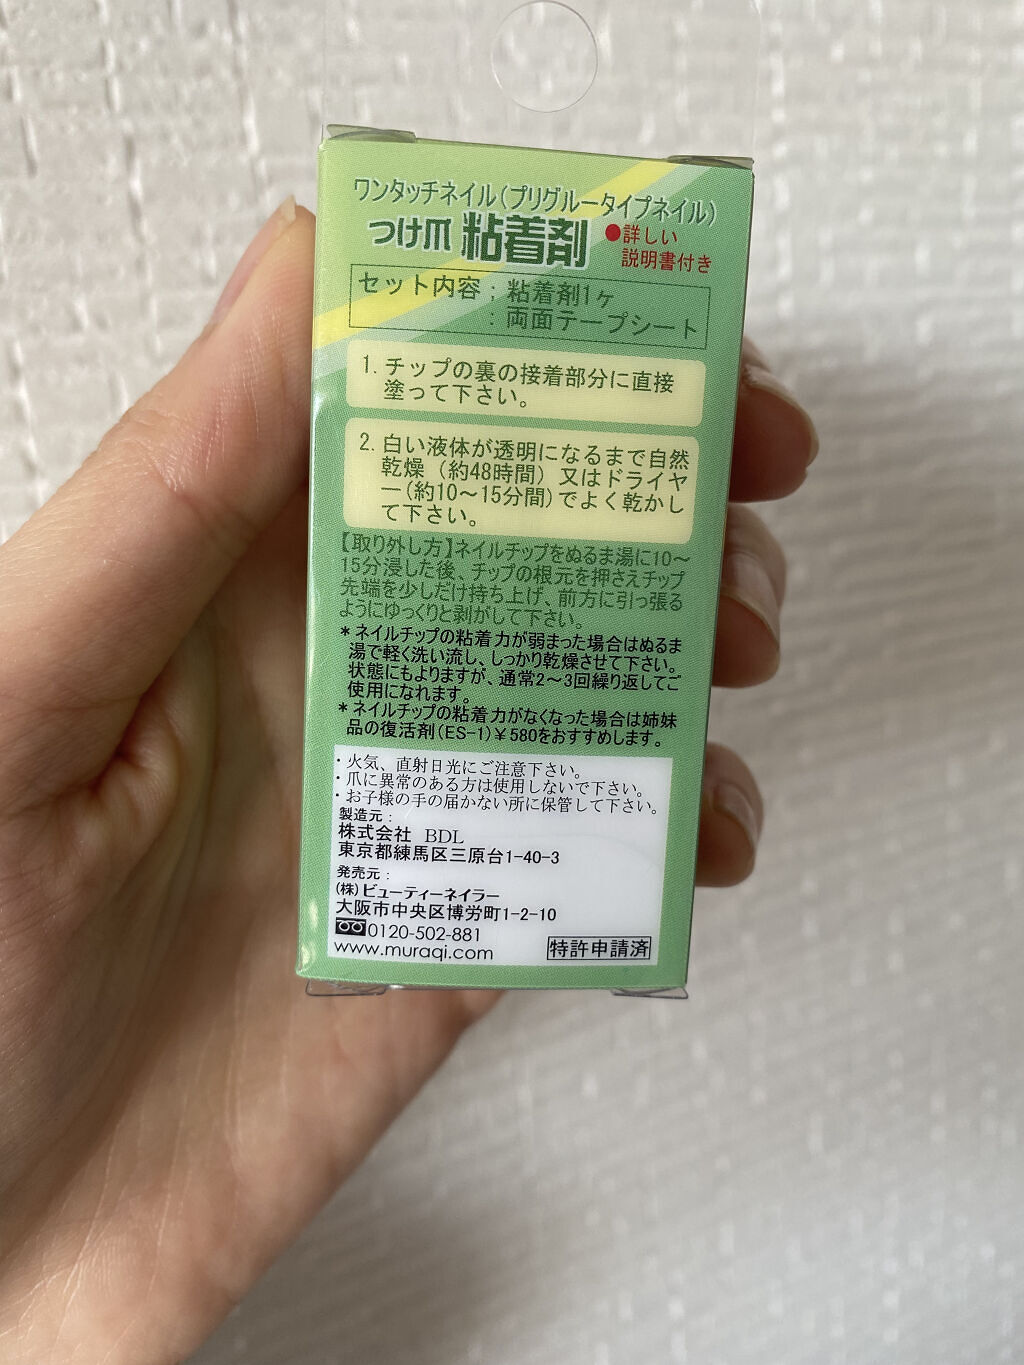 ワンタッチネイル(プリグルータイプネイル)
つけ爪 粘着剤
●詳しい
説明書付き
セット内容 ; 粘着剤1ヶ
: 両面テープシート
1. チップの裏の接着部分に直接
塗って下さい。
2. 白い液体が透明になるまで自然
乾燥(約48時間)又はドライヤ
ー(約10～15分間)でよく乾かし
て下さい。
【取り外し方】ネイルチップをぬるま湯に10～
15分浸した後、チップの根元を押さえチップ
先端を少しだけ持ち上げ、前方に引っ張る
ようにゆっくりと剥がして下さい。
＊ネイルチップの粘着力が弱まった場合はぬるま
湯で軽く洗い流し、しっかり乾燥させて下さい。
状態にもよりますが、通常2～3回繰り返してご
使用になれます。
＊ネイルチップの粘着力がなくなった場合は姉妹
品の復活剤(ES-1)￥580をおすすめします。
・火気、直射日光にご注意下さい。
・爪に異常のある方は使用しないで下さい。
・お子様の手の届かない所に保管して下さい。
製造元 :
株式会社 BDL
東京都練馬区三原台1-40-3
発売元 :
(株)ビューティーネイラー
大阪市中央区博労町1-2-10
0120-502-881
www.muraqi.com
特許申請済